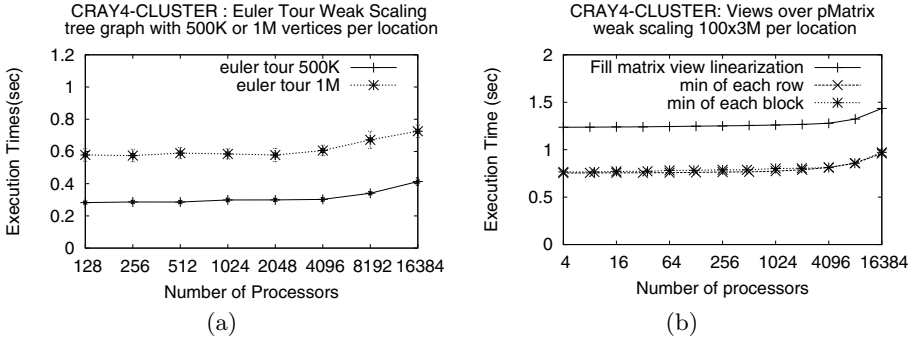 CRAY4-CLUSTER : Euler Tour Weak Scaling
tree graph with 500K or 1M vertices per location
Execution Times(sec)
1.2
1
0.8
0.6
0.4
0.2
0
euler tour 500K
euler tour 1M
128 256 512 1024 2048 4096 8192 16384
Number of Processors
(a)
CRAY4-CLUSTER: Views over pMatrix
weak scaling 100x3M per location
Execution Time (sec)
2
1.5
1
0.5
0
Fill matrix view linearization
min of each row
min of each block
4 16 64 256 1024 4096 16384
Number of processors
(b)